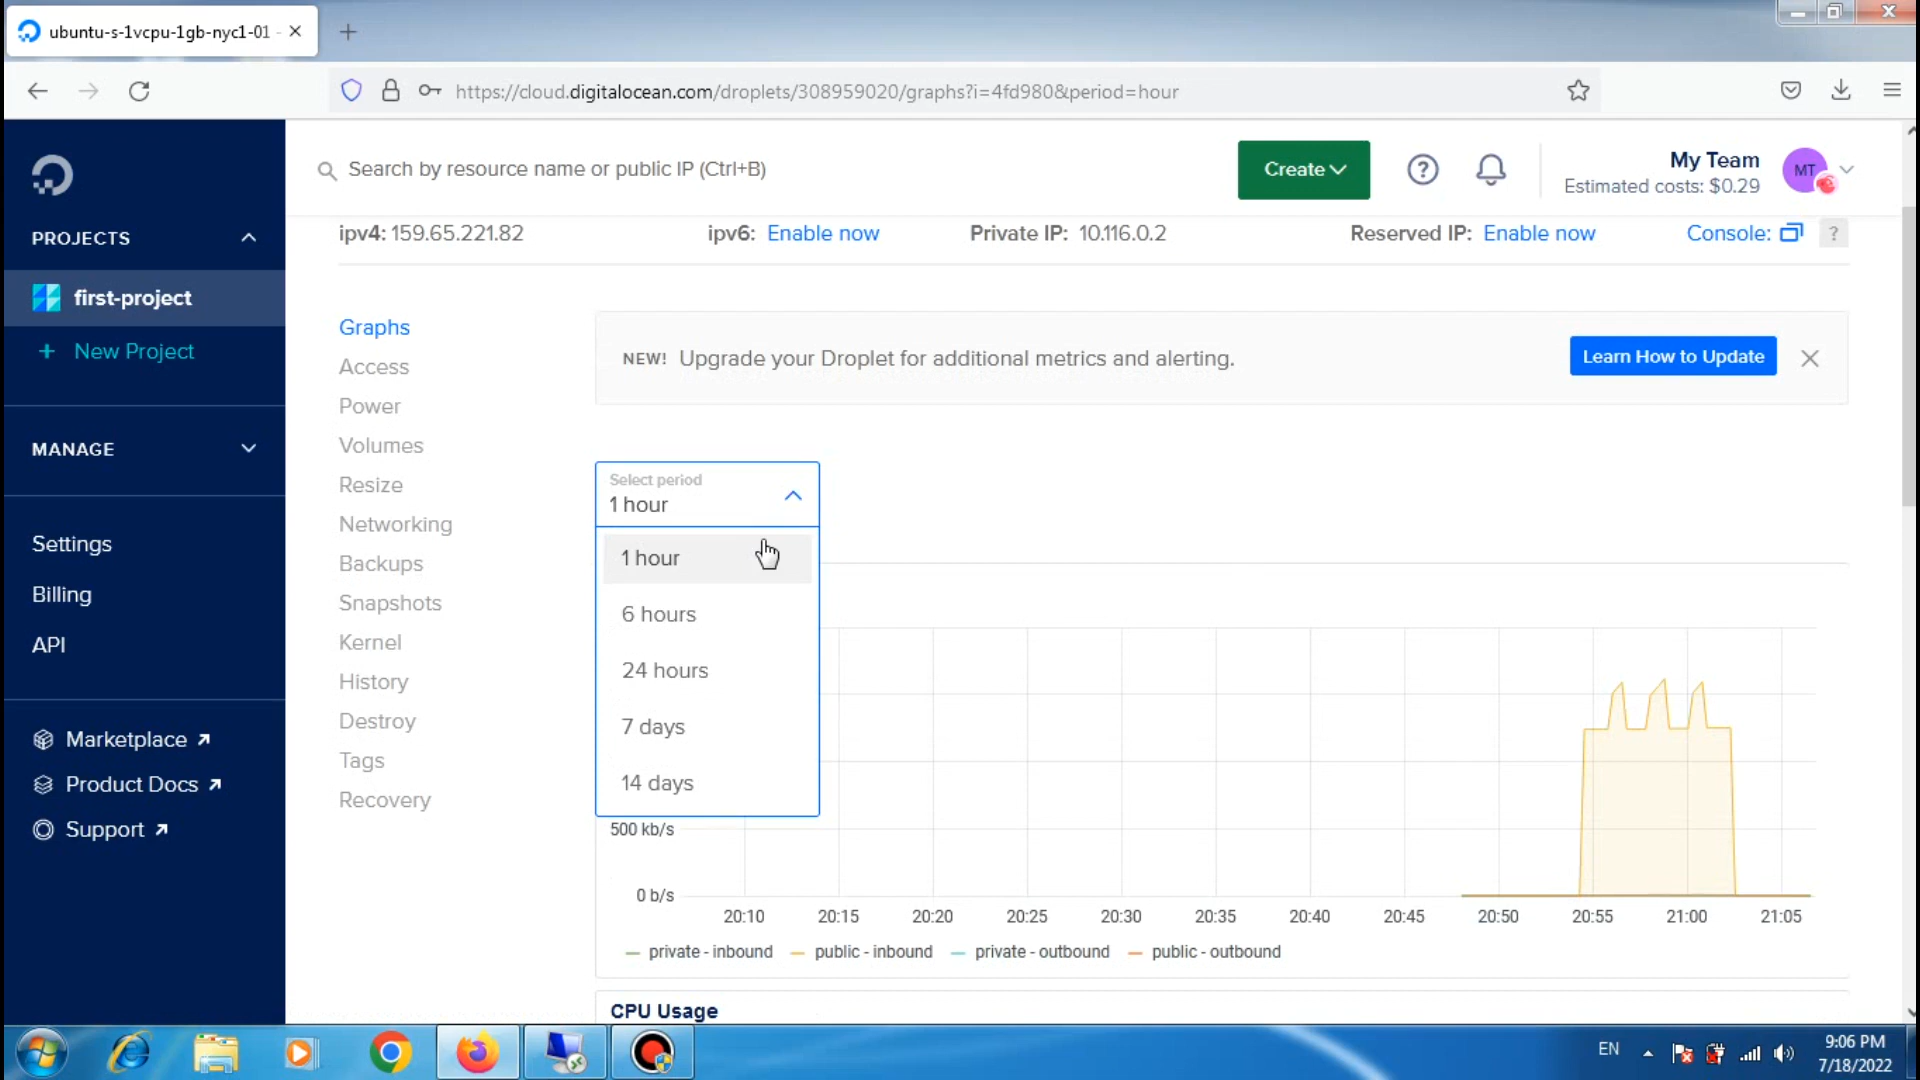 ubuntu-s-1vcpu-1gb-nyc1-01 -
https://cloud.digitalocean.com/droplets/308959020/graphs?i=4fd980&period=hour
Search by resource name or public IP (Ctrl+B)
Create
?
My Team
Estimated costs: $0.29
MT
PROJECTS
first-project
+ New Project
MANAGE
Settings
Billing
API
Marketplace
Product Docs
Support
ipv4: 159.65.221.82
ipv6: Enable now
Private IP: 10.116.0.2
Reserved IP: Enable now
Console:
?
Graphs
Access
Power
Volumes
Resize
Networking
Backups
Snapshots
Kernel
History
Destroy
Tags
Recovery
NEW! Upgrade your Droplet for additional metrics and alerting.
Learn How to Update
Select period
1 hour
1 hour
6 hours
24 hours
7 days
14 days
500 kb/s
0 b/s
20:10 20:15 20:20 20:25 20:30 20:35 20:40 20:45 20:50 20:55 21:00 21:05
private - inbound public - inbound private - outbound public - outbound
CPU Usage
EN
9:06 PM
7/18/2022